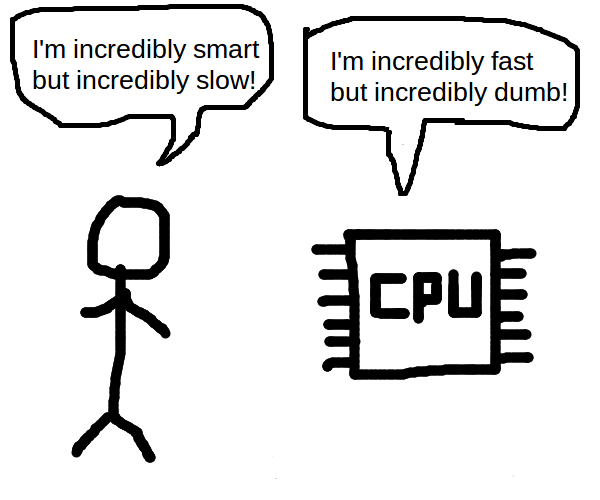 I'm incredibly smart
but incredibly slow!
I'm incredibly fast
but incredibly dumb!
CPU